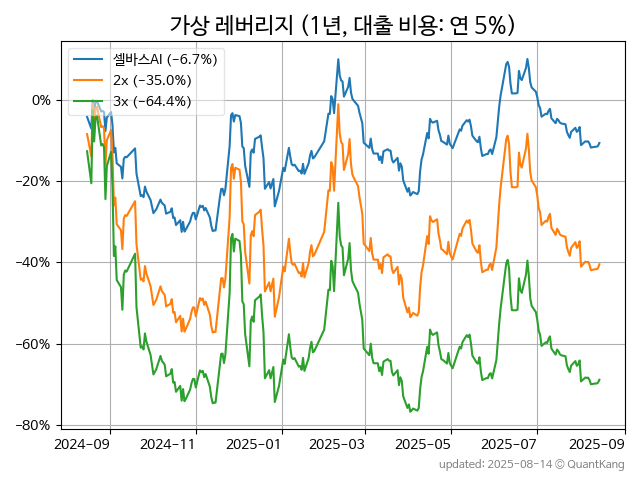 가상 레버리지 (1년, 대출 비용: 연 5%)
셀바스AI (−6.7%)
2x (−35.0%)
3x (−64.4%)
0%
−20%
−40%
−60%
−80%
2024−09 2024−11 2025−01 2025−03 2025−05 2025−07 2025−09
updated: 2025-08-14 © QuantKang